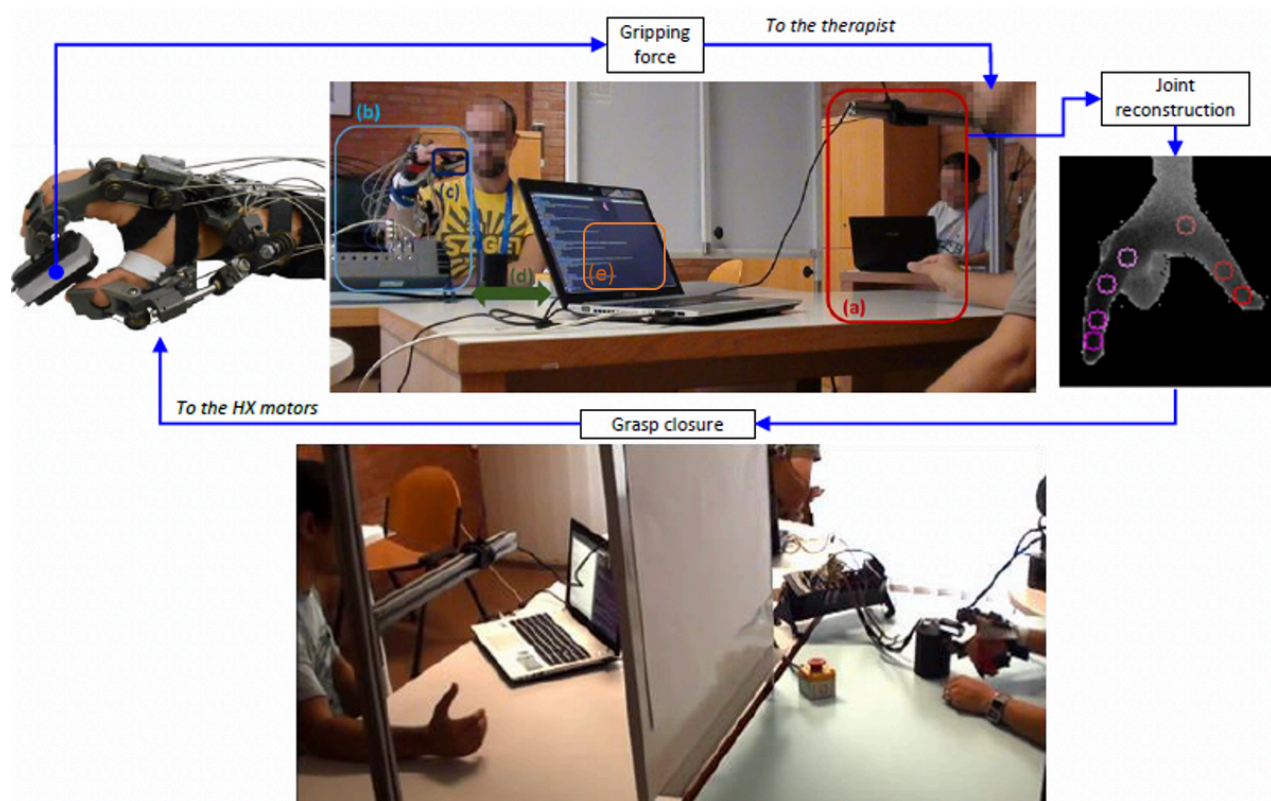 Gripping
force
To the therapist
Joint
reconstruction
(b)
(c)
(d)
(e)
(a)
To the HX motors
Grasp closure